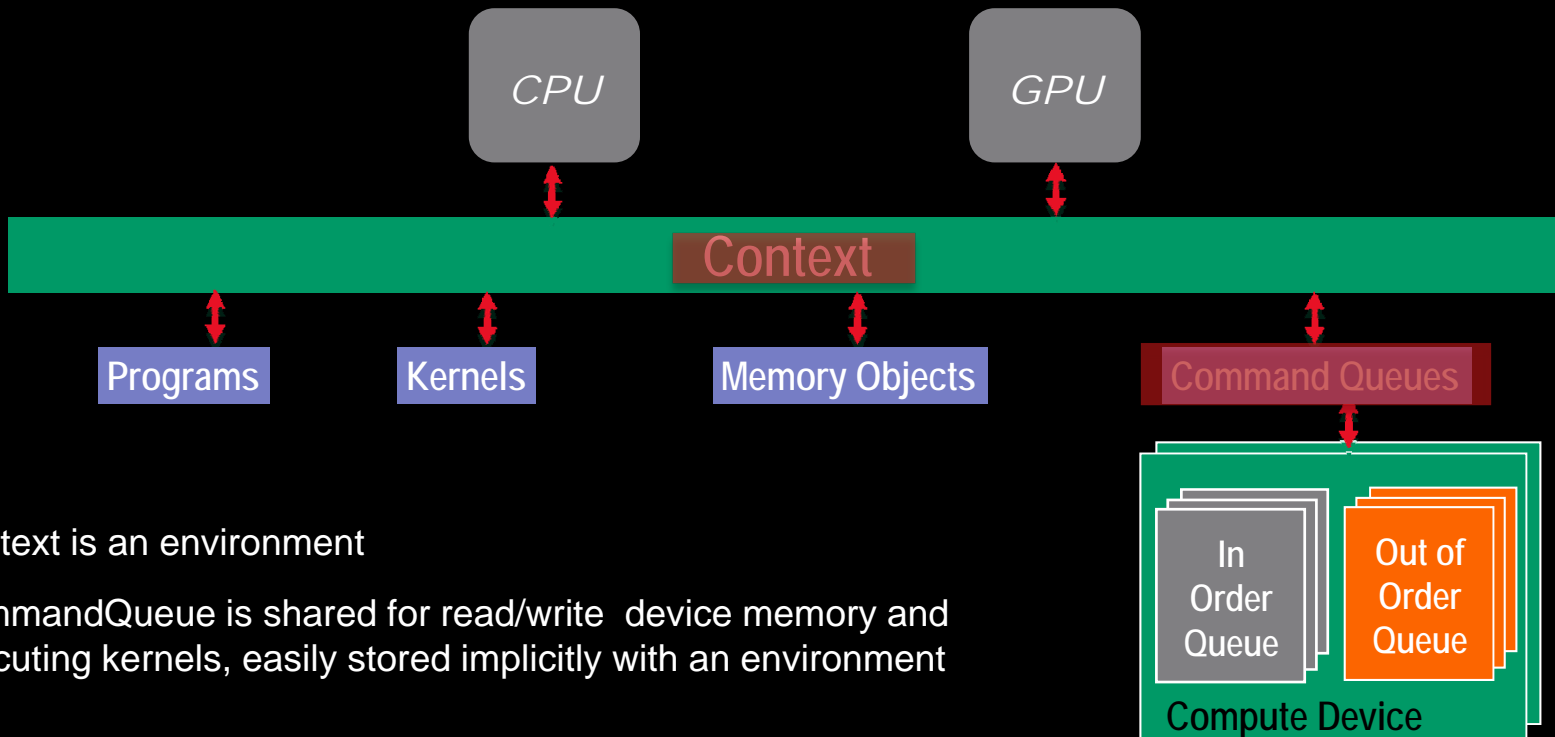 CPU
GPU
Context
Programs
Kernels
Memory Objects
Command Queues
text is an environment
mmandQueue is shared for read/write device memory and
cuting kernels, easily stored implicitly with an environment
In
Order
Queue
Out of
Order
Queue
Compute Device